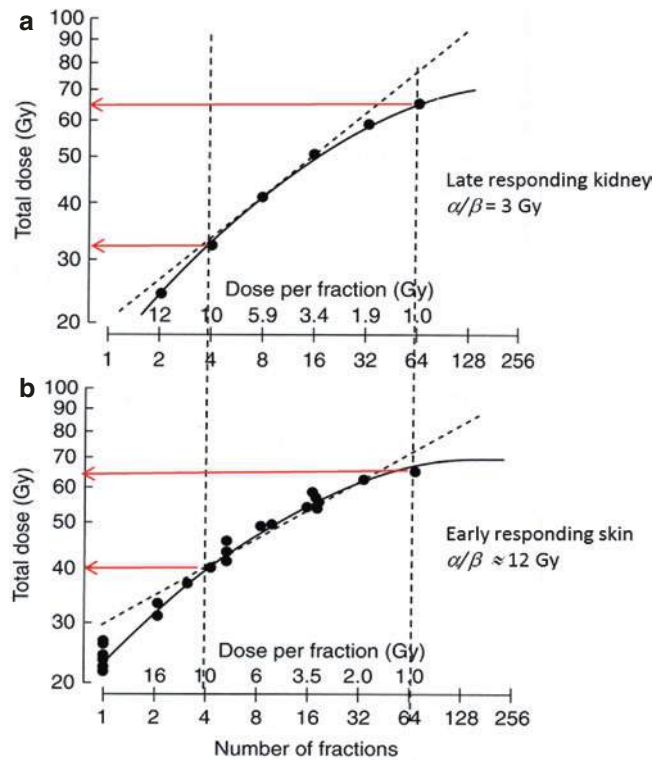 a
100
90
80
70
60
50
40
30
20
Total dose (Gy)
Late responding kidney
α/β = 3 Gy
Dose per fraction (Gy)
12 10 5.9 3.4 1.9 1.0
1 2 4 8 16 32 64 128 256
b
100
90
80
70
60
50
40
30
20
Total dose (Gy)
Early responding skin
α/β ≈ 12 Gy
Dose per fraction (Gy)
16 10 6 3.5 2.0 1.0
1 2 4 8 16 32 64 128 256
Number of fractions